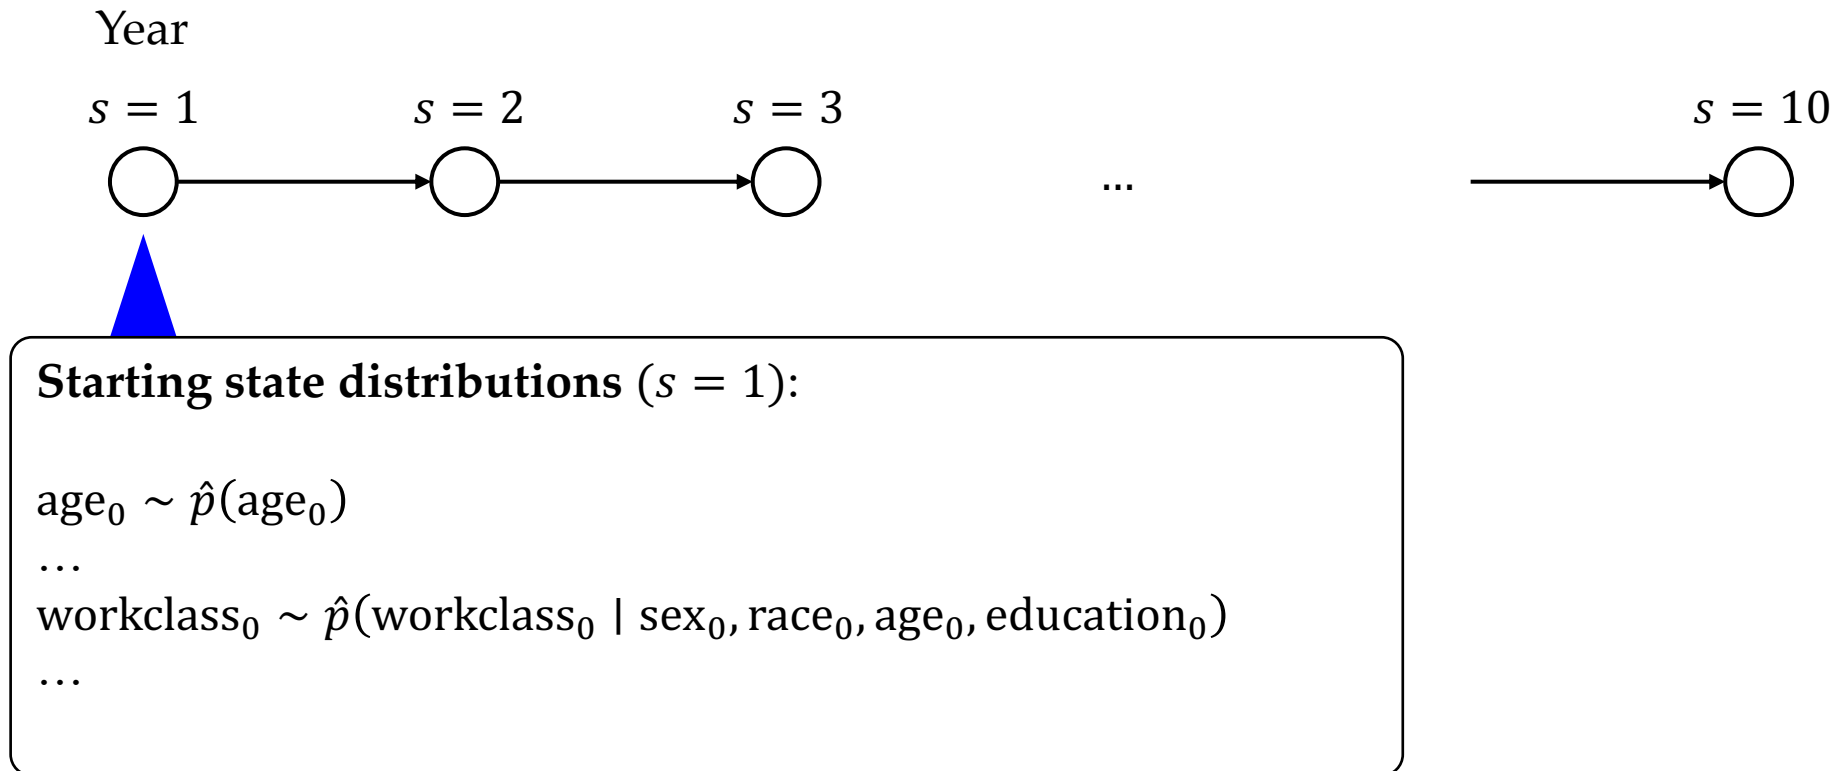 Year
s = 1 s = 2 s = 3 s = 10
...
Starting state distributions (s = 1):
age₀ ~ p̂(age₀)
...
workclass₀ ~ p̂(workclass₀ | sex₀, race₀, age₀, education₀)
...